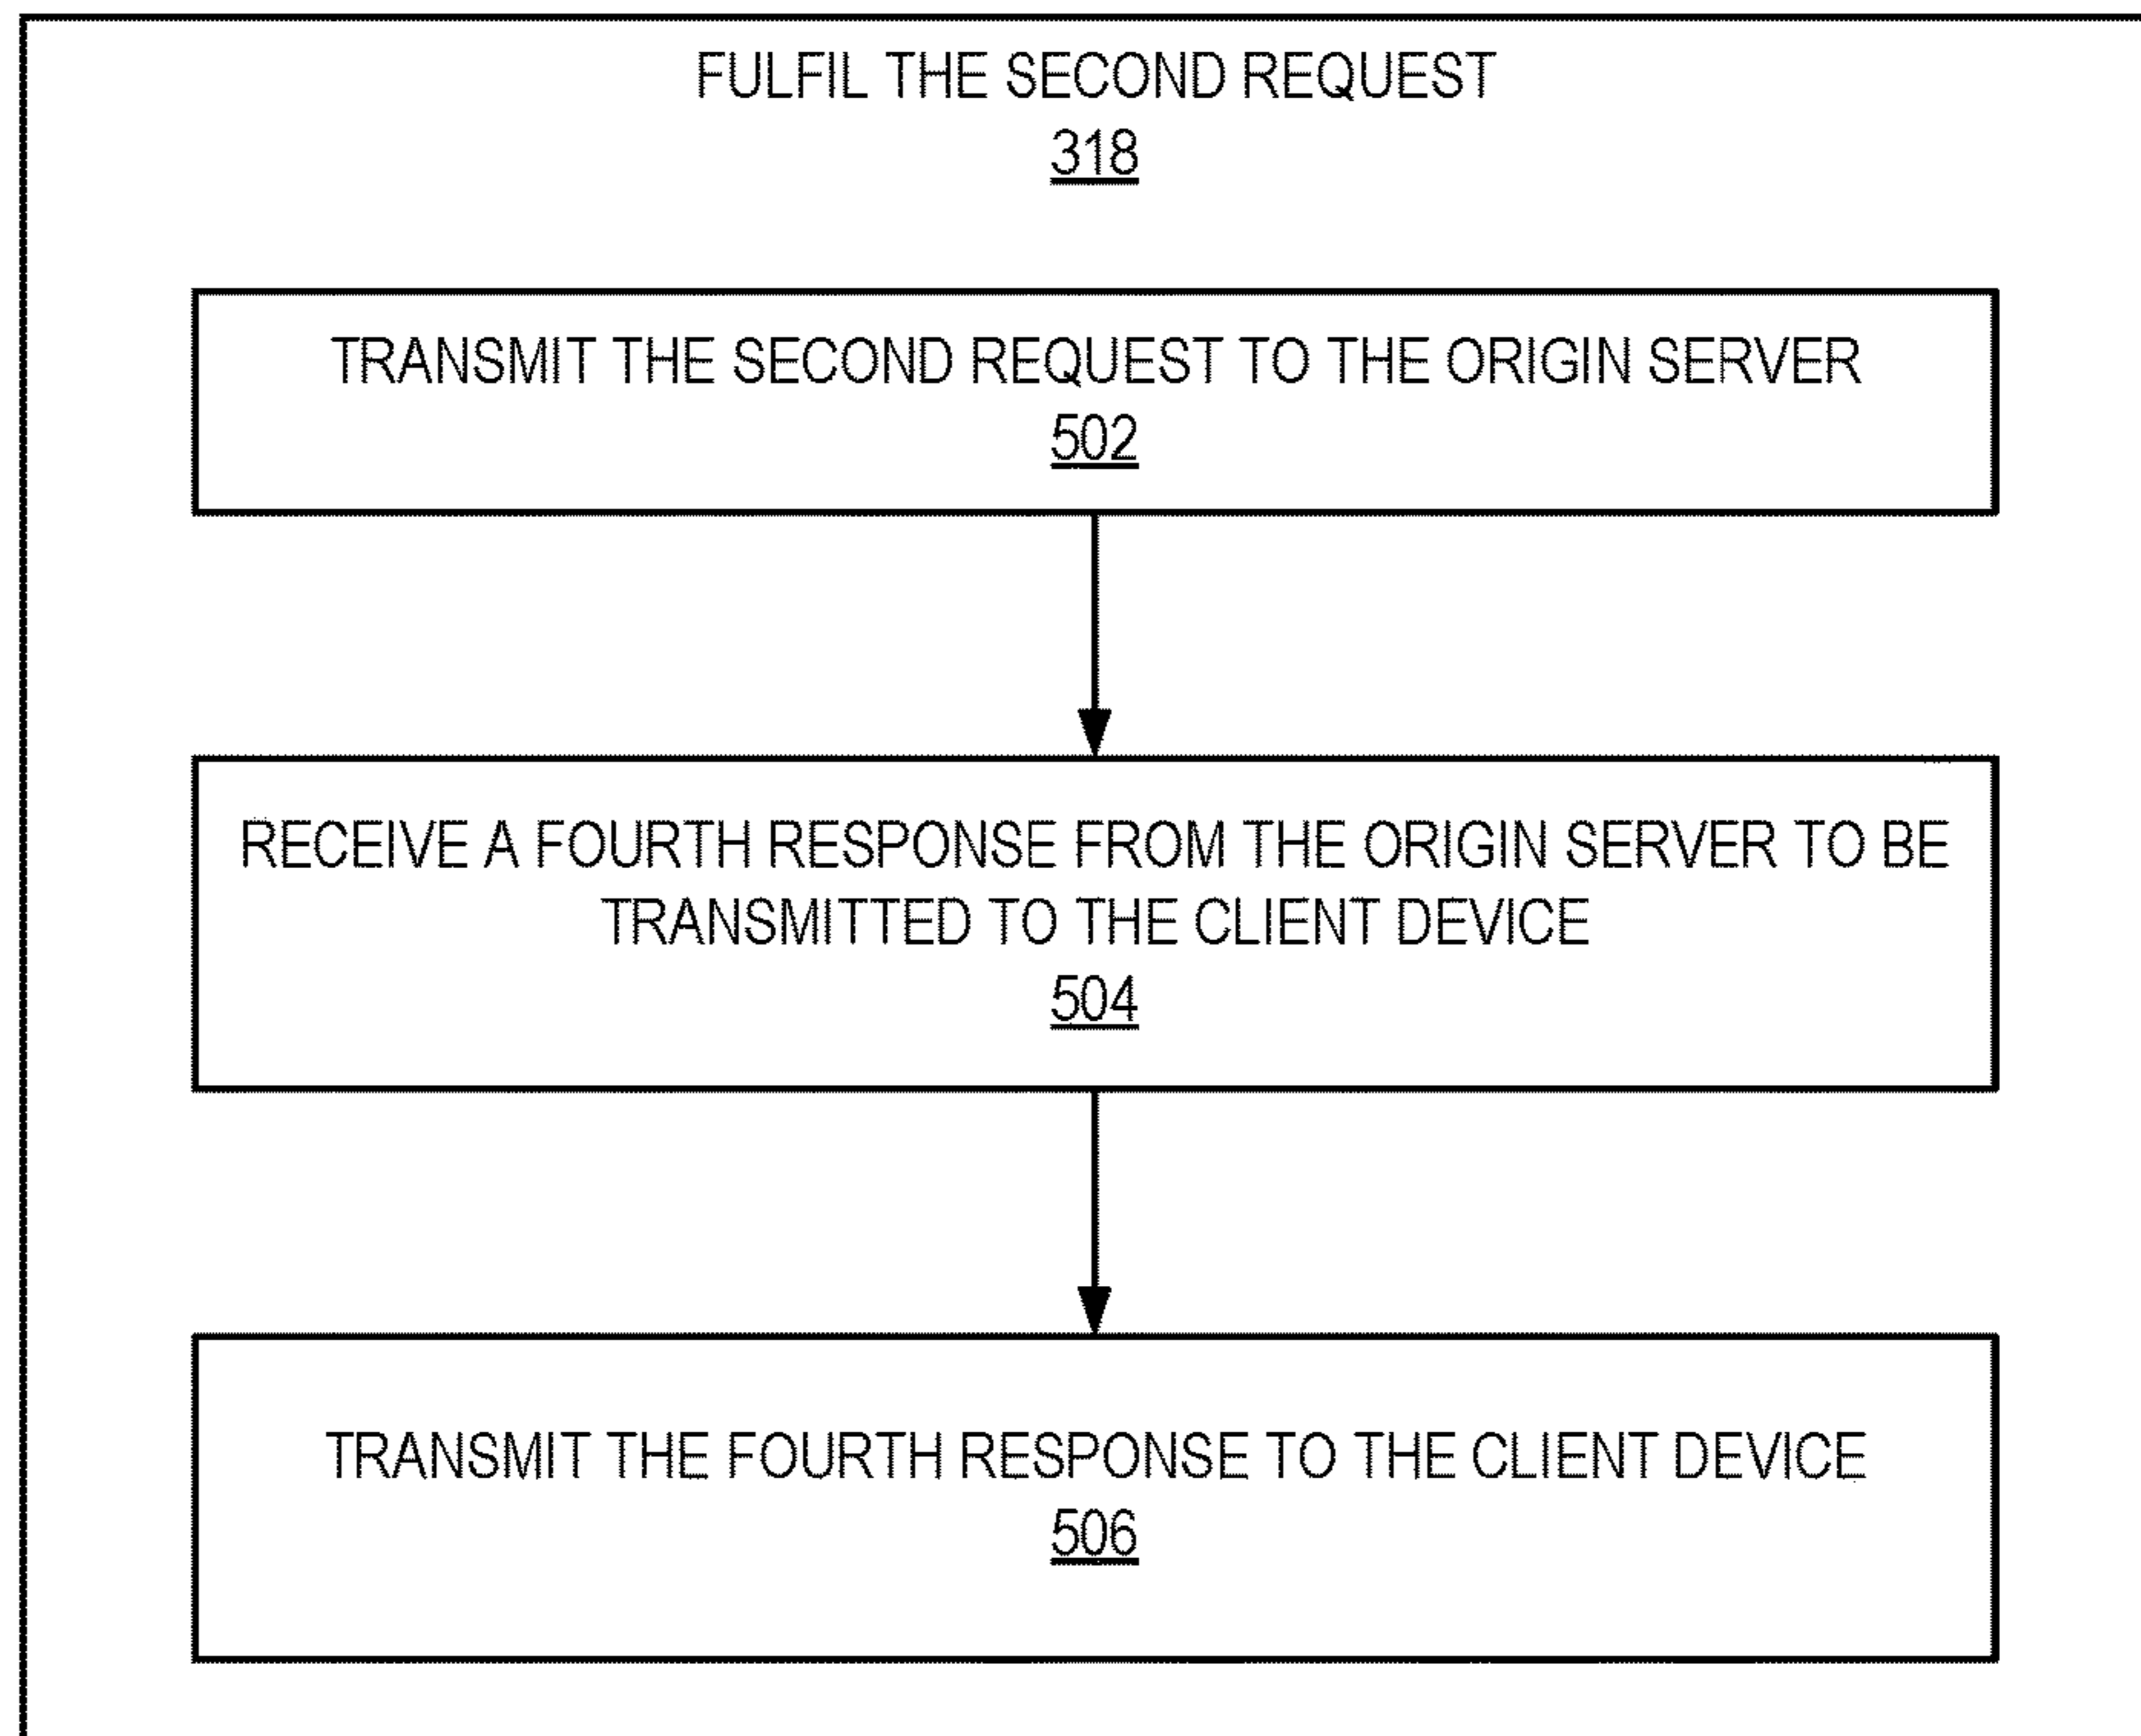 FULFIL THE SECOND REQUEST
318
TRANSMIT THE SECOND REQUEST TO THE ORIGIN SERVER
502
RECEIVE A FOURTH RESPONSE FROM THE ORIGIN SERVER TO BE
TRANSMITTED TO THE CLIENT DEVICE
504
TRANSMIT THE FOURTH RESPONSE TO THE CLIENT DEVICE
506